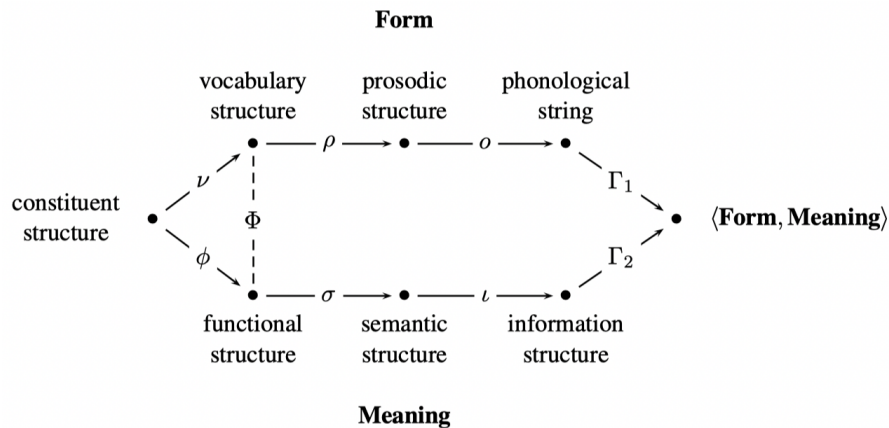 Form
vocabulary
structure
prosodic
structure
phonological
string
ρ
o
ν
Γ1
constituent
structure
Φ
⟨Form, Meaning⟩
ϕ
Γ2
σ
ι
functional
structure
semantic
structure
information
structure
Meaning